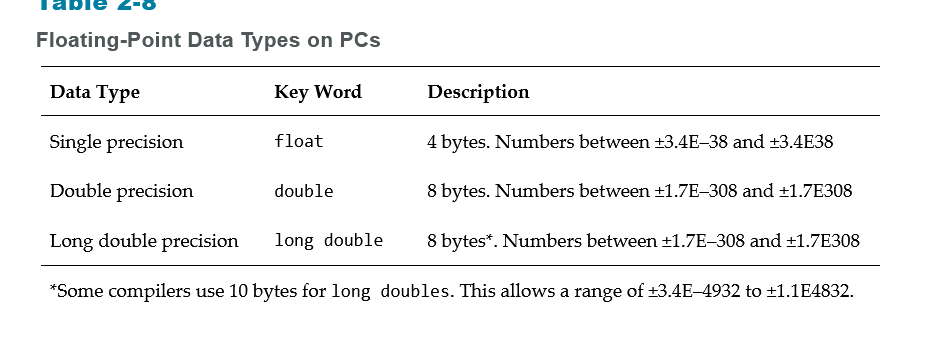 Table 2-8
Floating-Point Data Types on PCs
Data Type Key Word Description
Single precision float 4 bytes. Numbers between ±3.4E–38 and ±3.4E38
Double precision double 8 bytes. Numbers between ±1.7E–308 and ±1.7E308
Long double precision long double 8 bytes*. Numbers between ±1.7E–308 and ±1.7E308
*Some compilers use 10 bytes for long doubles. This allows a range of ±3.4E–4932 to ±1.1E4832.